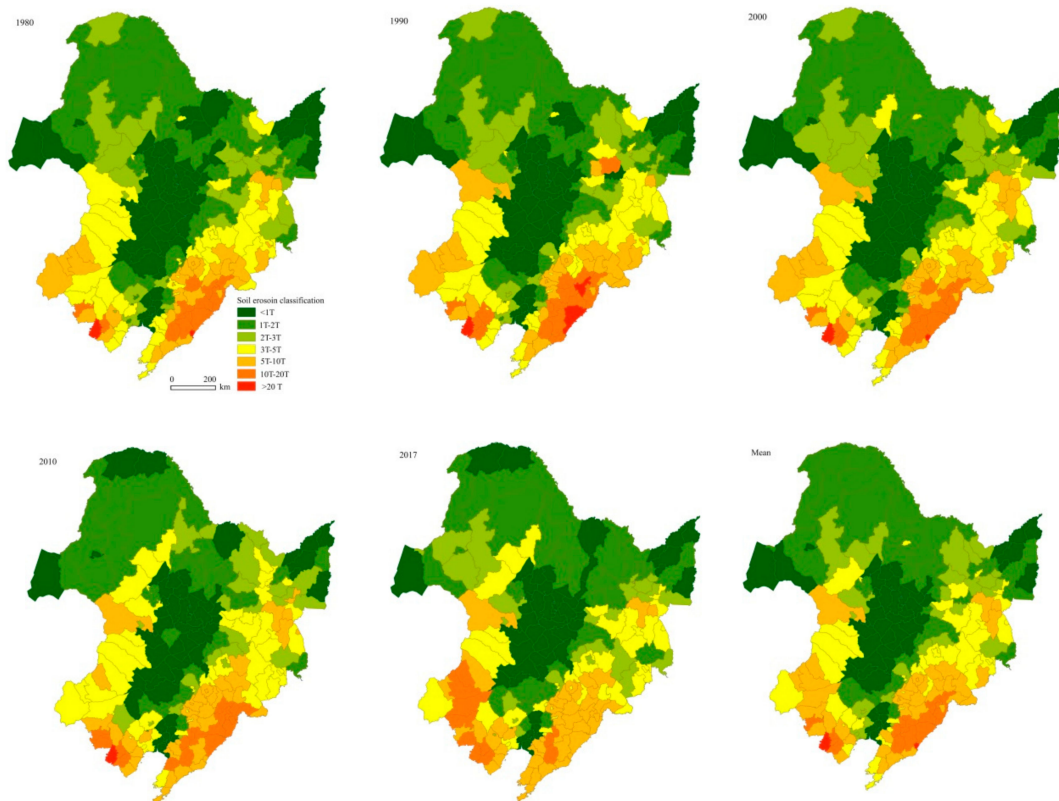 1980
1990
2000
Soil erosoin classification
<1T
1T-2T
2T-3T
3T-5T
5T-10T
10T-20T
>20 T
0 200
km
2010
2017
Mean